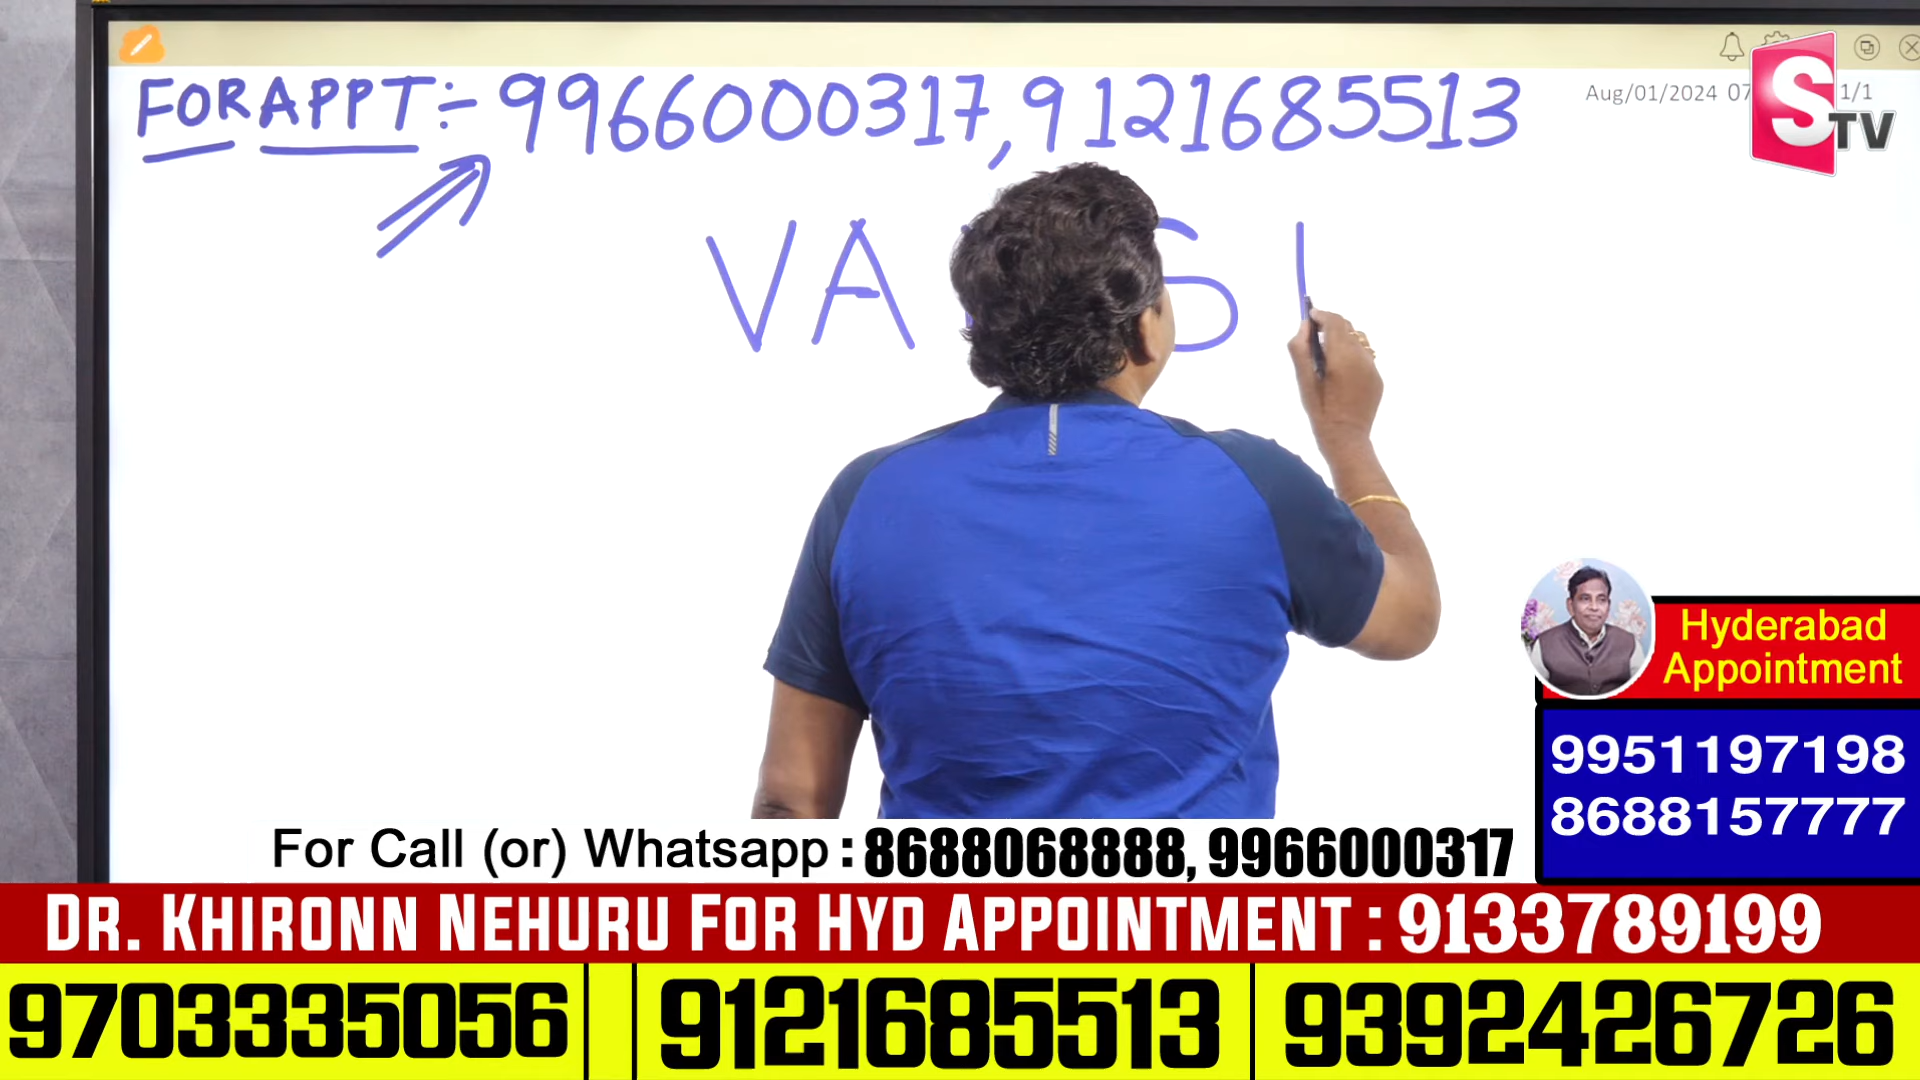 FOR APPT :- 9966000317, 9121685513
Aug/01/2024 07
1/1
STV
VA
S I
Hyderabad
Appointment
9951197198
8688157777
For Call (or) Whatsapp : 8688068888, 9966000317
DR. KHIRONN NEHURU FOR HYD APPOINTMENT : 9133789199
9703335056
9121685513
9392426726